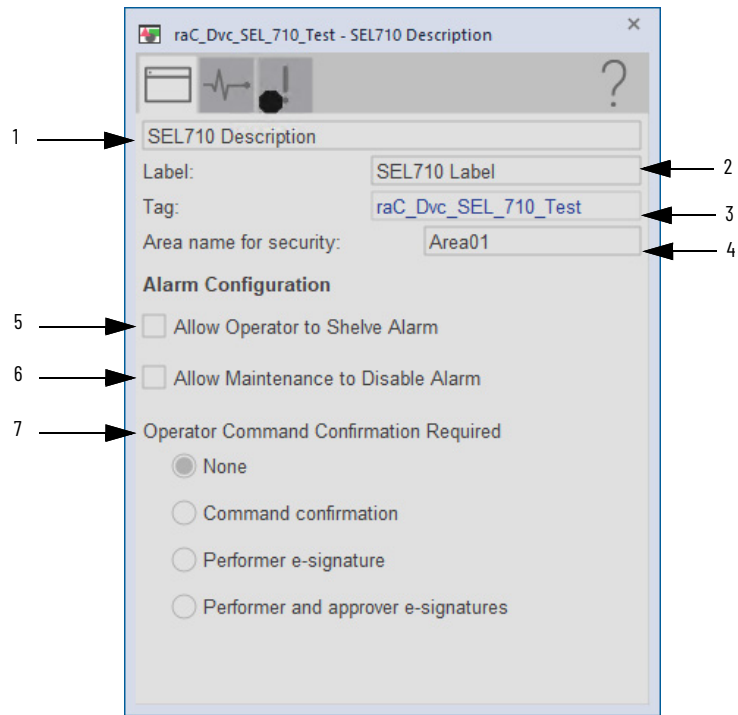 raC_Dvc_SEL_710_Test - SEL710 Description
×
?
1 SEL710 Description
Label: SEL710 Label 2
Tag: raC_Dvc_SEL_710_Test 3
Area name for security: Area01 4
Alarm Configuration
5 Allow Operator to Shelve Alarm
6 Allow Maintenance to Disable Alarm
7 Operator Command Confirmation Required
None
Command confirmation
Performer e-signature
Performer and approver e-signatures